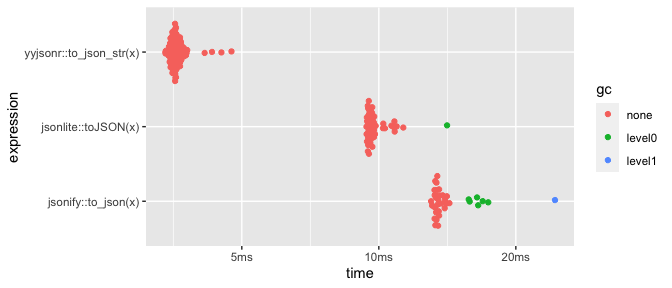 expression
yyjsonr::to_json_str(x)
jsonlite::toJSON(x)
jsonify::to_json(x)
5ms
10ms
20ms
time
gc
none
level0
level1